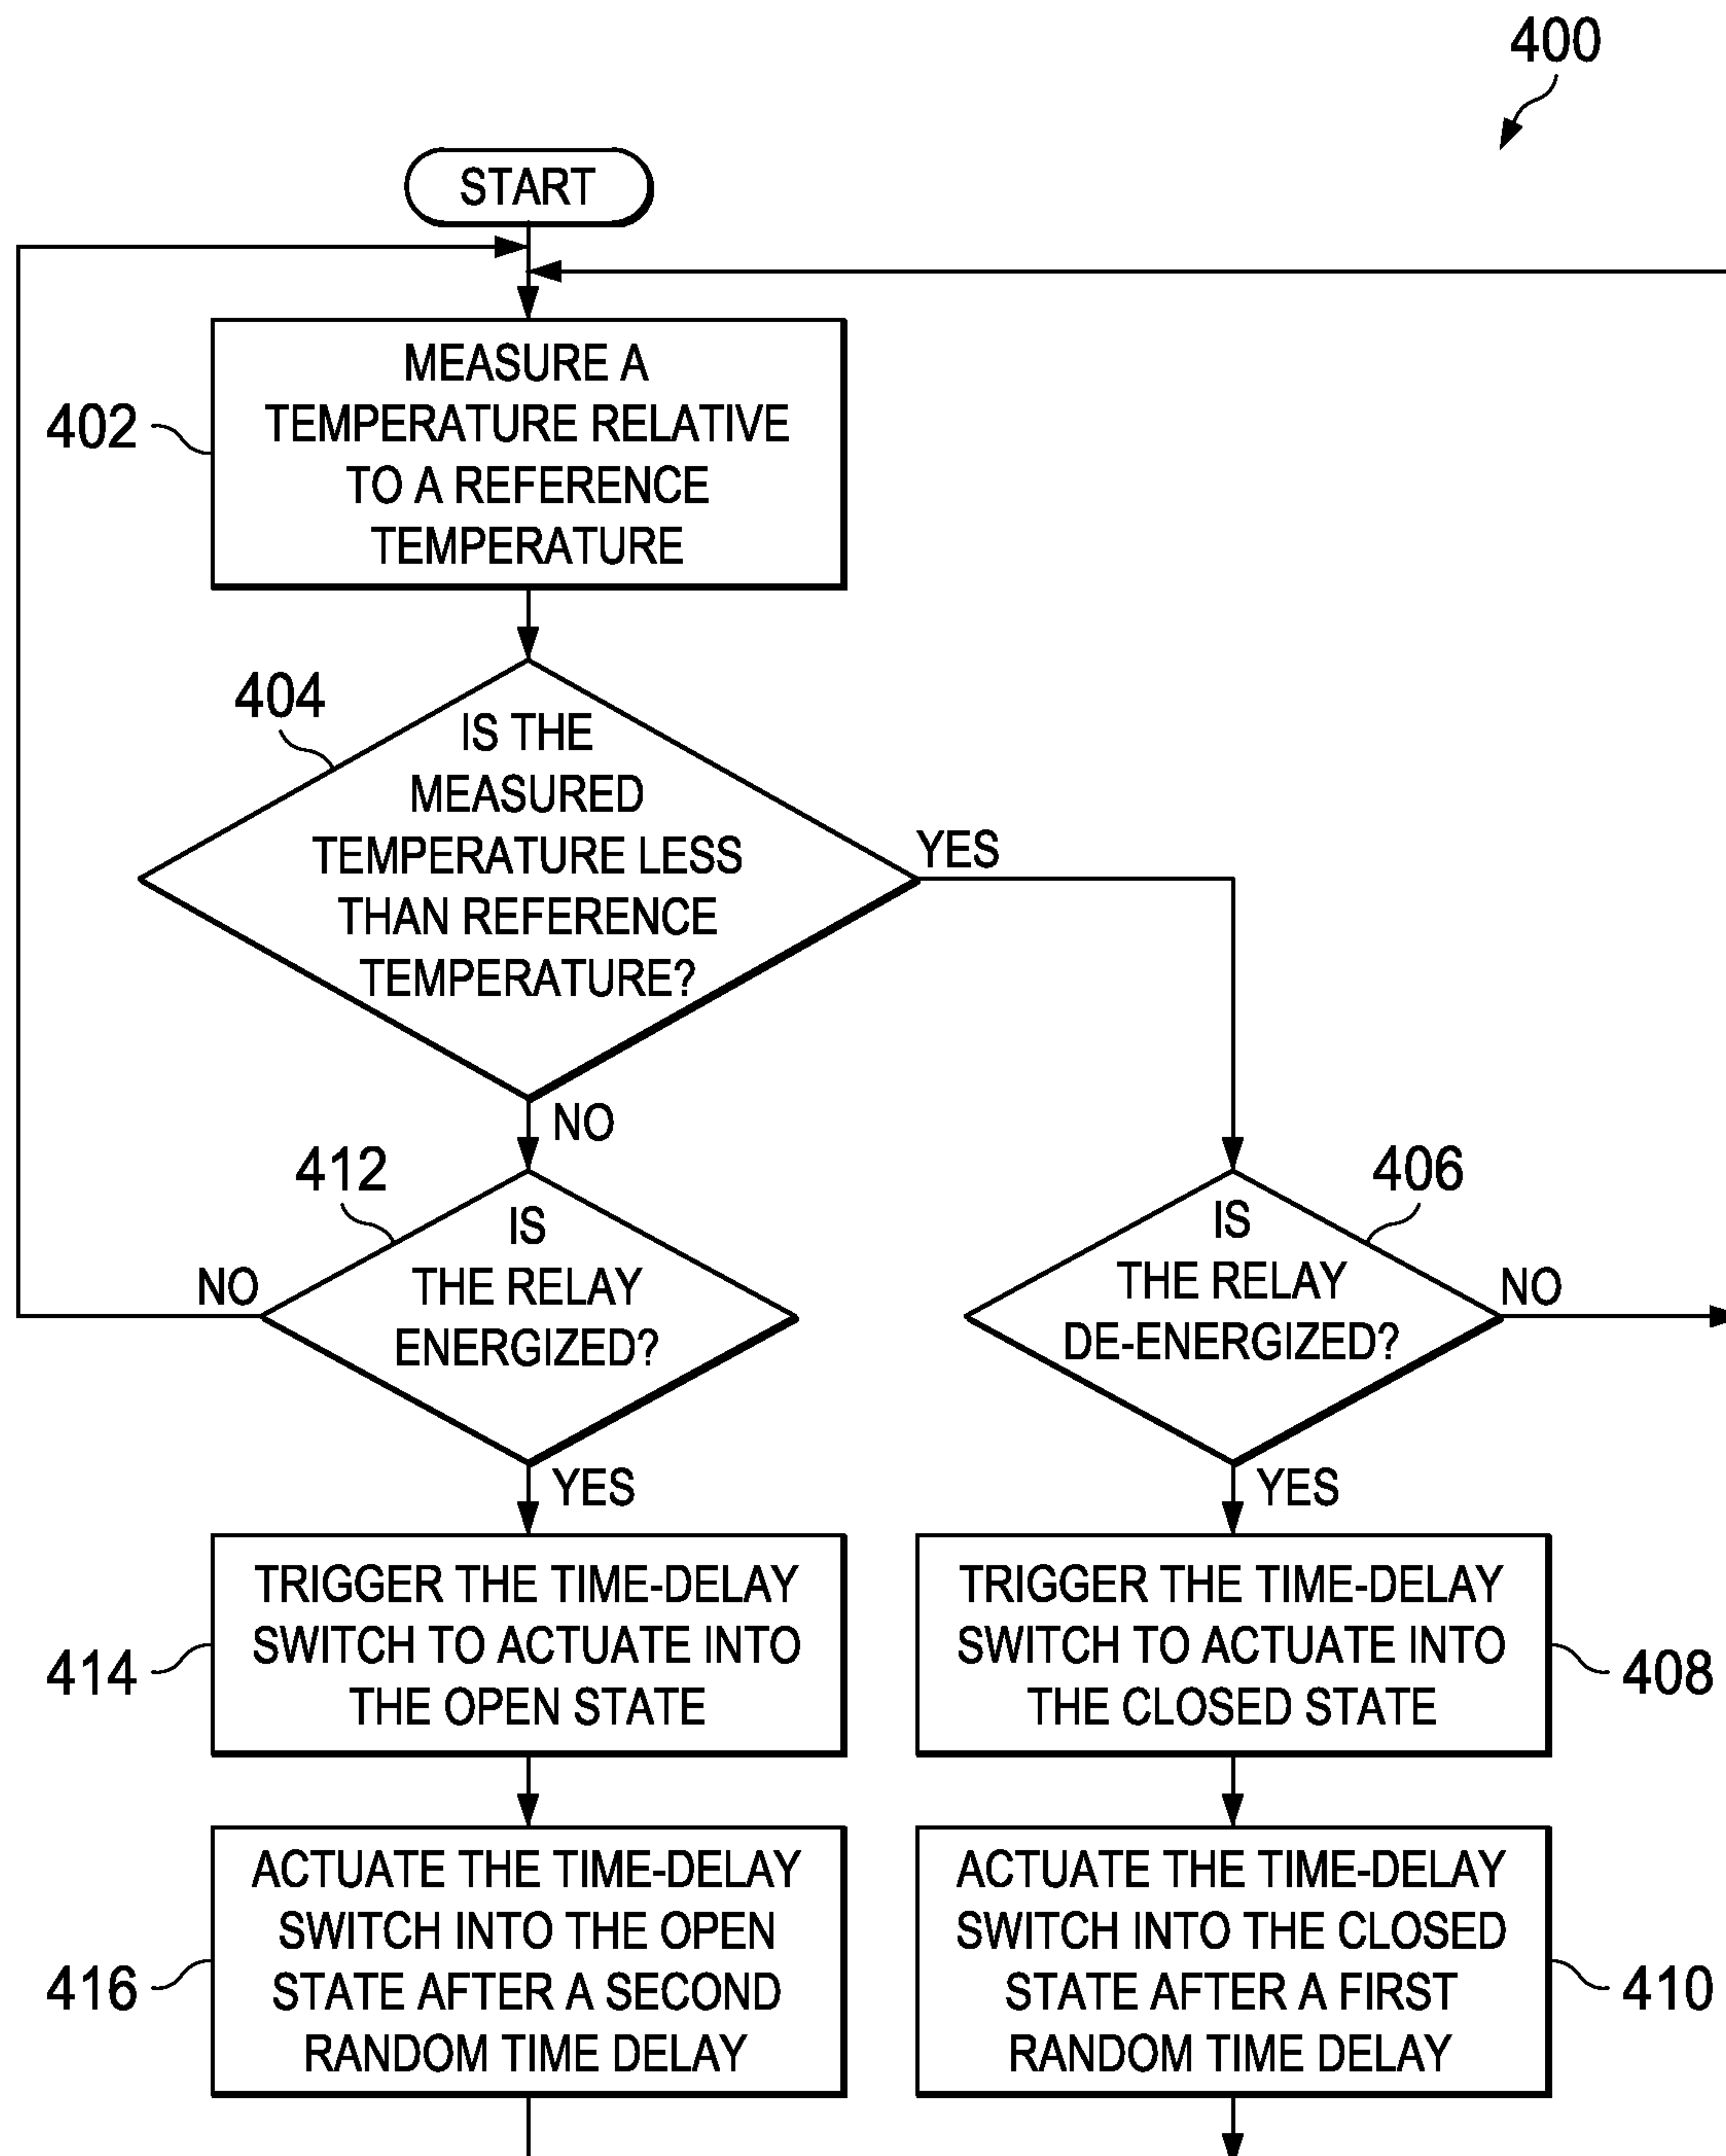 400
START
402
MEASURE A
TEMPERATURE RELATIVE
TO A REFERENCE
TEMPERATURE
404
IS THE
MEASURED
TEMPERATURE LESS
THAN REFERENCE
TEMPERATURE?
YES
NO
412
IS
THE RELAY
ENERGIZED?
NO
YES
406
IS
THE RELAY
DE-ENERGIZED?
NO
YES
414
TRIGGER THE TIME-DELAY
SWITCH TO ACTUATE INTO
THE OPEN STATE
TRIGGER THE TIME-DELAY
SWITCH TO ACTUATE INTO
THE CLOSED STATE
408
416
ACTUATE THE TIME-DELAY
SWITCH INTO THE OPEN
STATE AFTER A SECOND
RANDOM TIME DELAY
ACTUATE THE TIME-DELAY
SWITCH INTO THE CLOSED
STATE AFTER A FIRST
RANDOM TIME DELAY
410